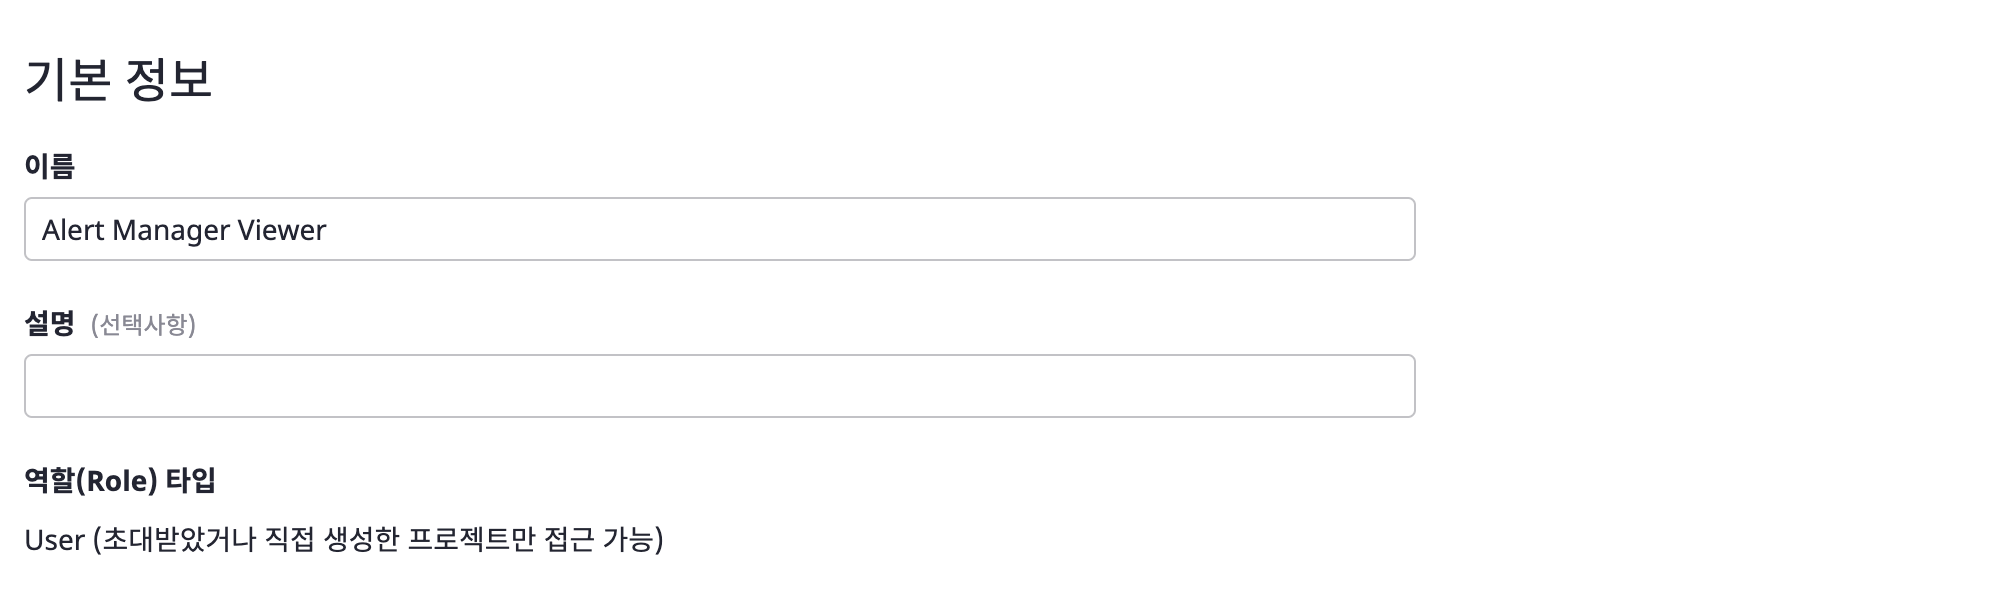 기본 정보
이름
Alert Manager Viewer
설명 (선택사항)
역할(Role) 타입
User (초대받았거나 직접 생성한 프로젝트만 접근 가능)